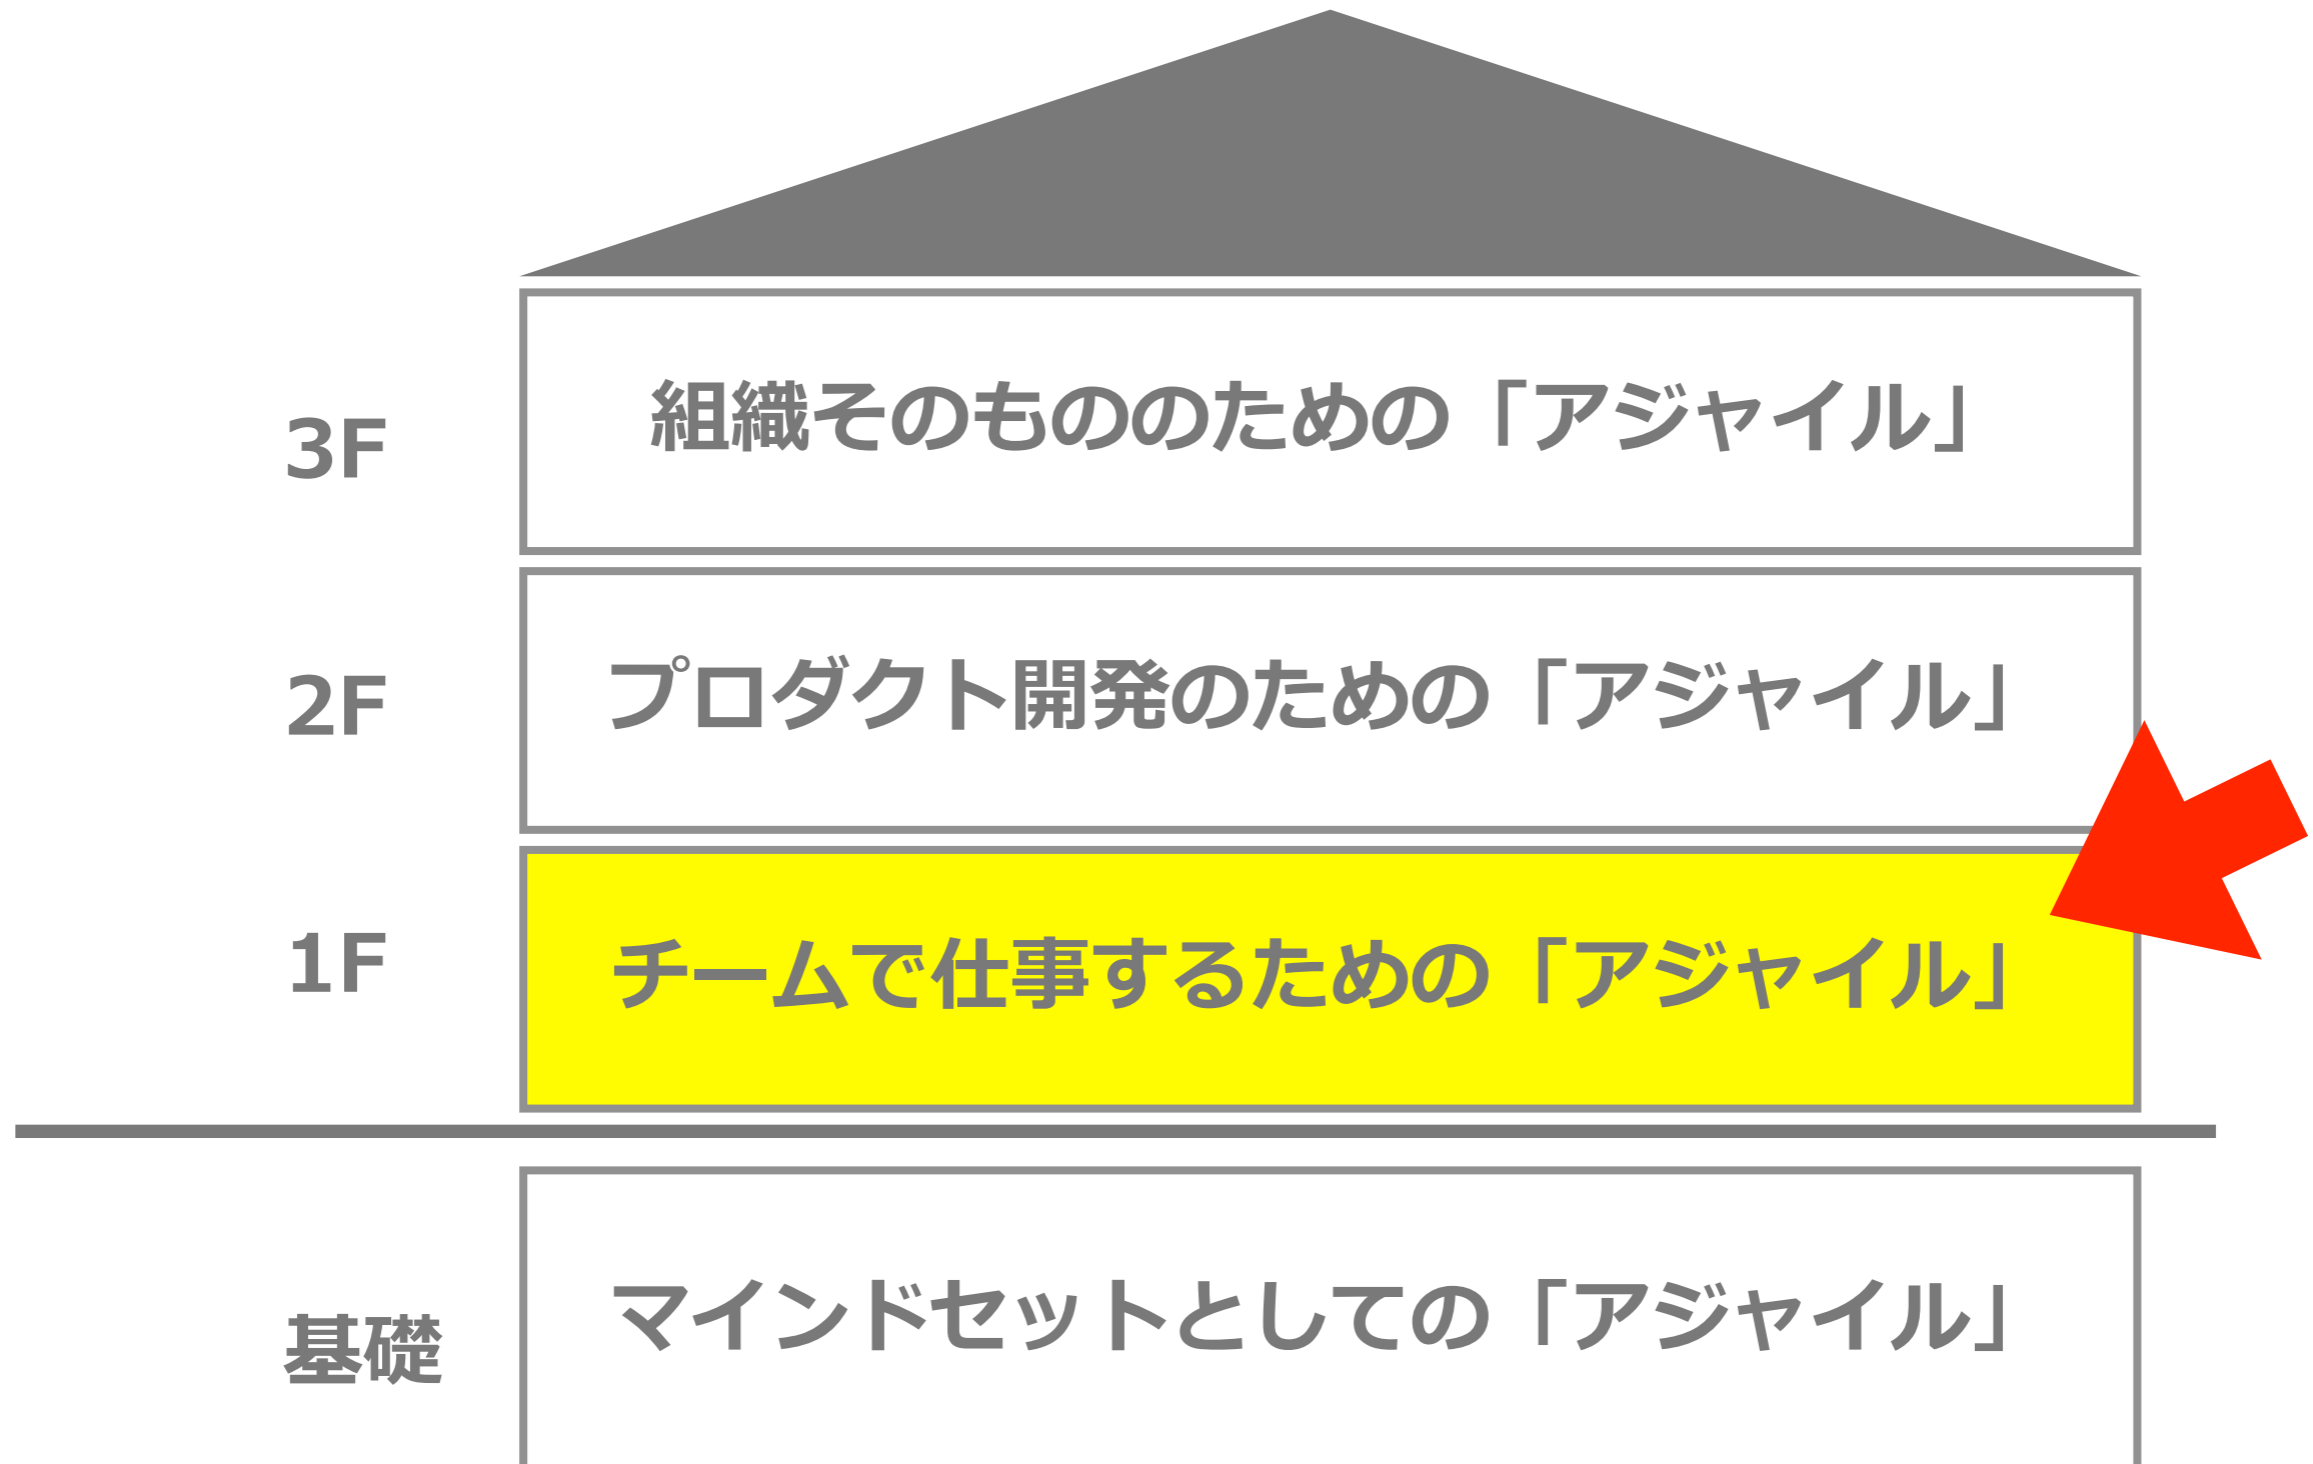 3F
組織そのもののための「アジャイル」
2F
プロダクト開発のための「アジャイル」
1F
チームで仕事するための「アジャイル」
基礎
マインドセットとしての「アジャイル」